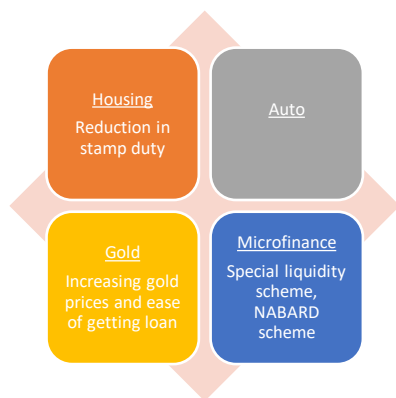 Housing
Reduction in
stamp duty
Auto
Gold
Increasing gold
prices and ease
of getting loan
Microfinance
Special liquidity
scheme,
NABARD
scheme